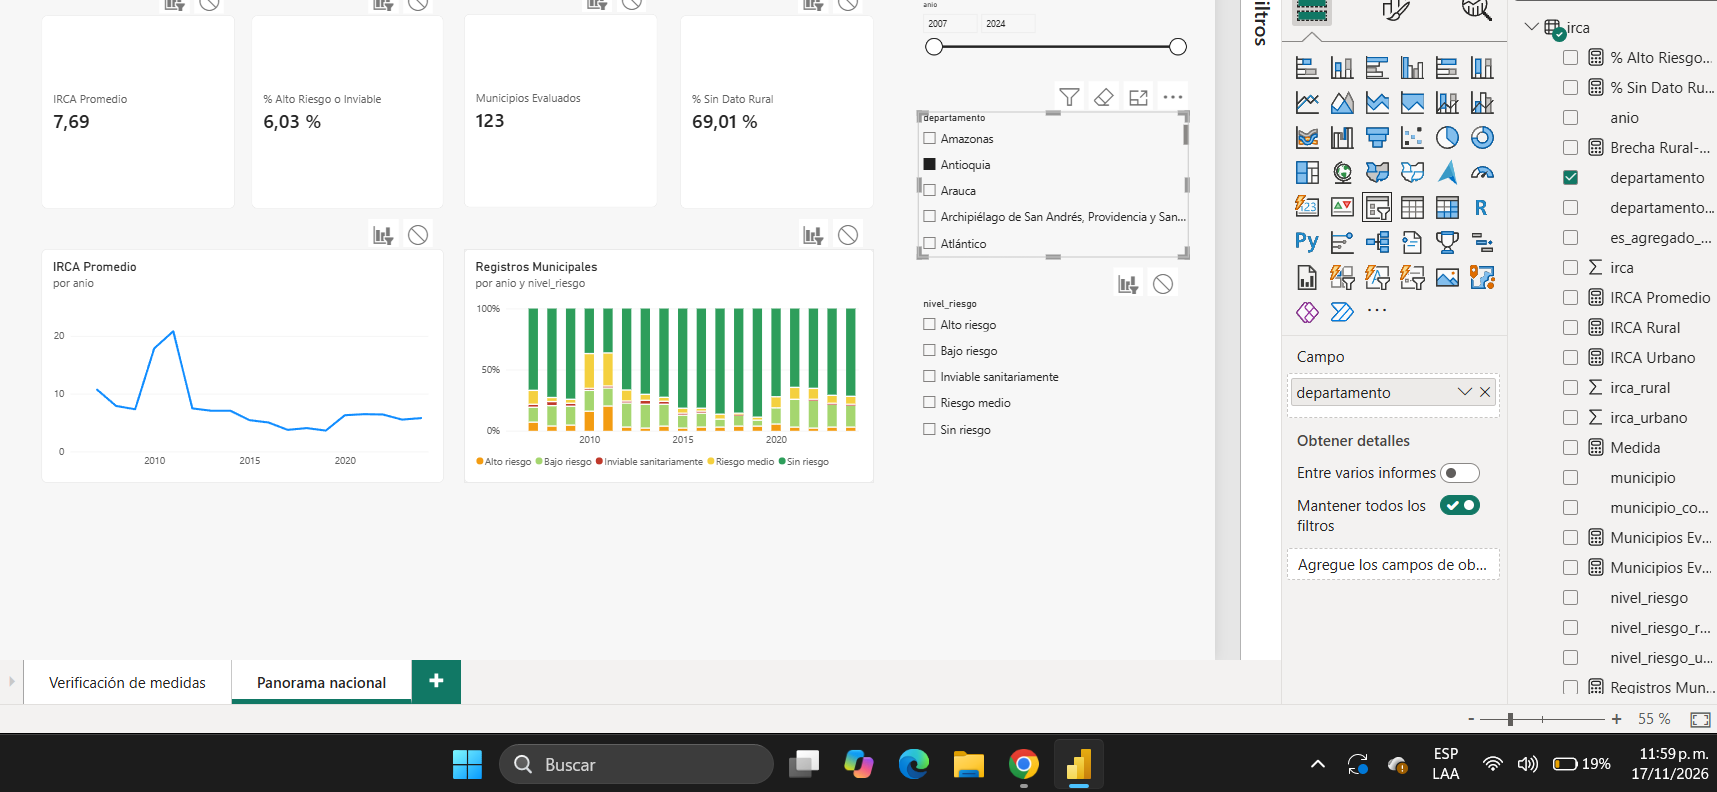 anio
2007 2024
IRCA Promedio
7,69
% Alto Riesgo o Inviable
6,03 %
Municipios Evaluados
123
% Sin Dato Rural
69,01 %
departamento
Amazonas
Antioquia
Arauca
Archipiélago de San Andrés, Providencia y San...
Atlántico
IRCA Promedio
por anio
20
10
0
2010 2015 2020
Registros Municipales
por anio y nivel_riesgo
100%
50%
0%
2010 2015 2020
Alto riesgo Bajo riesgo Inviable sanitariamente Riesgo medio Sin riesgo
nivel_riesgo
Alto riesgo
Bajo riesgo
Inviable sanitariamente
Riesgo medio
Sin riesgo
Verificación de medidas
Panorama nacional
+
iltros
123
R
Py
...
Campo
departamento
Obtener detalles
Entre varios informes
Mantener todos los
filtros
Agregue los campos de ob...
irca
% Alto Riesgo...
% Sin Dato Ru...
anio
Brecha Rural-...
departamento
departamento...
es_agregado_...
irca
IRCA Promedio
IRCA Rural
IRCA Urbano
irca_rural
irca_urbano
Medida
municipio
municipio_co...
Municipios Ev...
Municipios Ev...
nivel_riesgo
nivel_riesgo_r...
nivel_riesgo_u...
Registros Mun...
- + 55 %
Buscar
ESP
LAA
19%
11:59 p. m.
17/11/2026